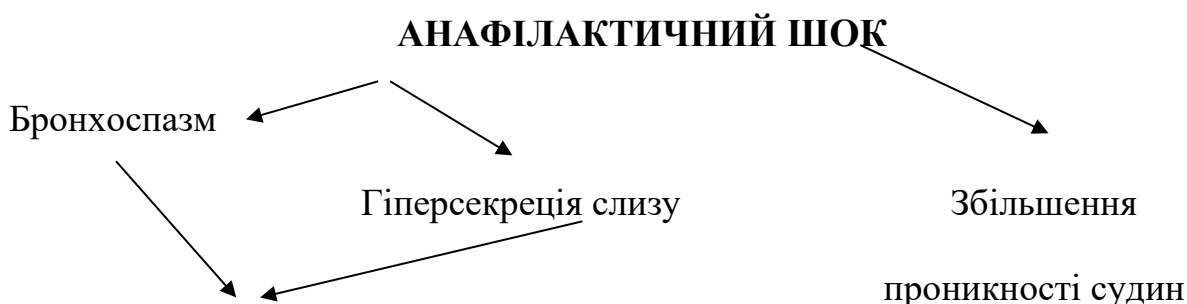 АНАФІЛАКТИЧНИЙ ШОК
Бронхоспазм
Гіперсекреція слизу
Збільшення
проникності судин